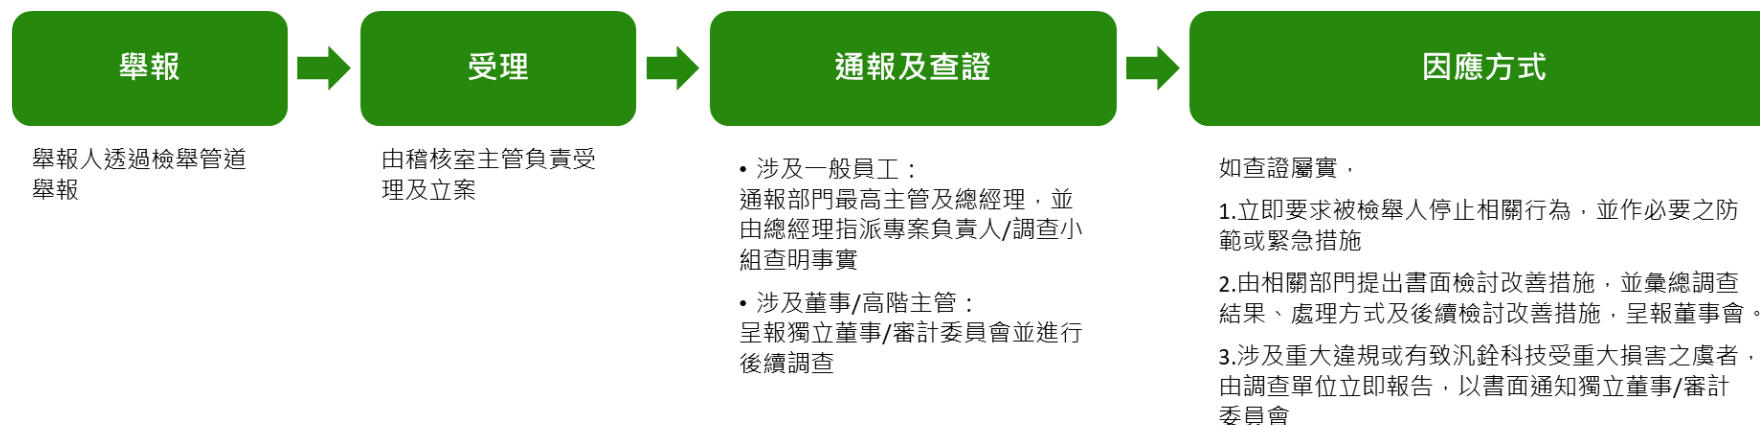 舉報
受理
通報及查證
因應方式
舉報人透過檢舉管道
舉報
由稽核室主管負責受
理及立案
• 涉及一般員工：
通報部門最高主管及總經理，並
由總經理指派專案負責人/調查小
組查明事實
• 涉及董事/高階主管：
呈報獨立董事/審計委員會並進行
後續調查
如查證屬實，
1.立即要求被檢舉人停止相關行為，並作必要之防
範或緊急措施
2.由相關部門提出書面檢討改善措施，並彙總調查
結果、處理方式及後續檢討改善措施，呈報董事會。
3.涉及重大違規或有致汎銓科技受重大損害之虞者，
由調查單位立即報告，以書面通知獨立董事/審計
委員會